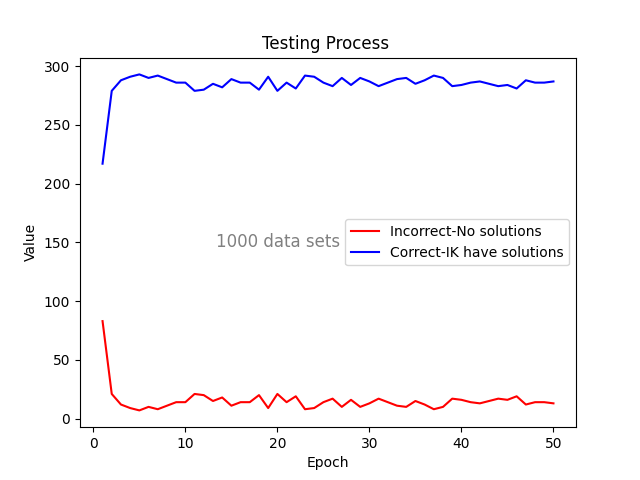 Testing Process
300
250
200
150
100
50
0
Value
1000 data sets
Incorrect-No solutions
Correct-IK have solutions
0 10 20 30 40 50
Epoch